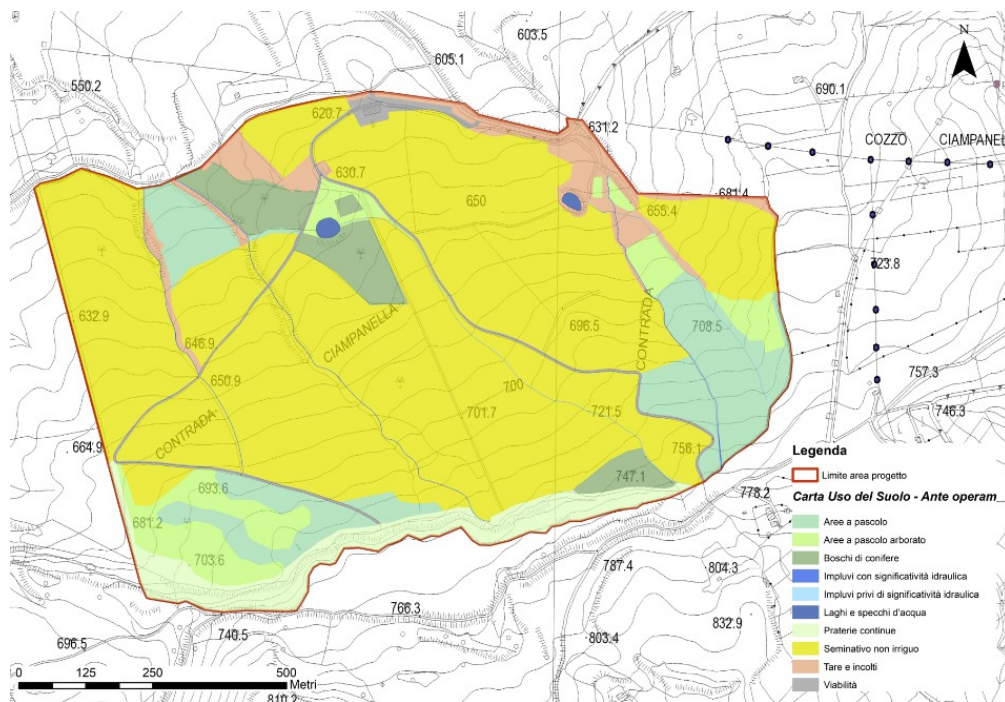 603.5
N
605.1
550.2
690.1
620.7
631.2
COZZO
CIAMPANEL
630.7
681.4
650
655.4
723.8
632.9
708.5
CONTRADA
696.5
CIAMPANELLA
646.9
650.9
700
757.3
701.7
721.5
746.3
CONTRADA
664.9
756.1
747.1
693.6
778.2
681.2
703.6
787.4
804.3
766.3
832.9
696.5
740.5
803.4
810.2
0 125 250 500
Metri
Legenda
Limite area progetto
Carta Uso del Suolo - Ante operam
Aree a pascolo
Aree a pascolo arborato
Boschi di conifere
Impluvi con significatività idraulica
Impluvi privi di significatività idraulica
Laghi e specchi d'acqua
Praterie continue
Seminativo non irriguo
Tare e incolti
Viabilità